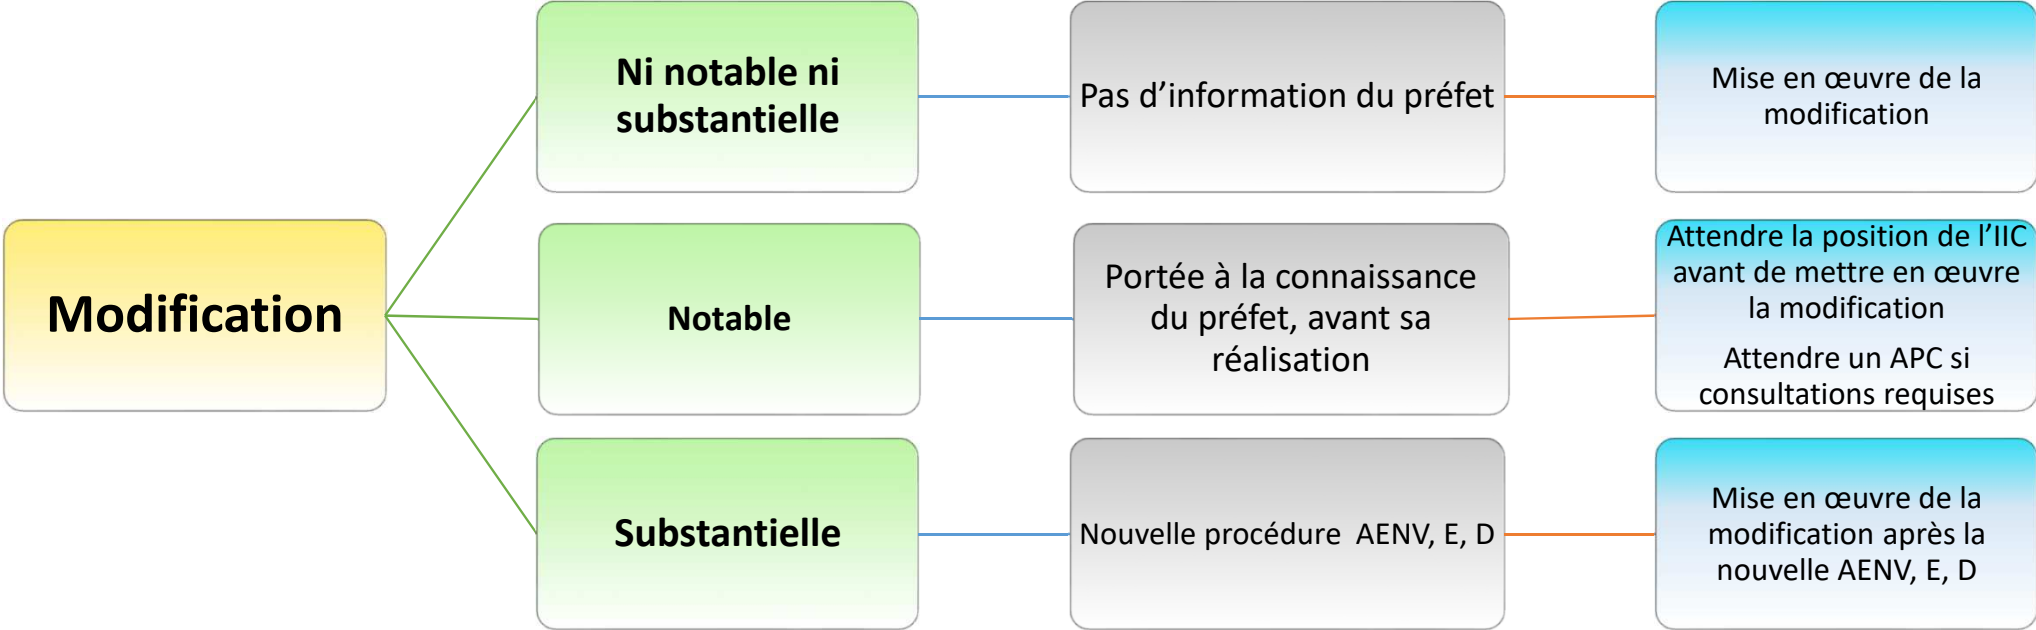 Modification
Ni notable ni
substantielle
Pas d’information du préfet
Mise en œuvre de la
modification
Notable
Portée à la connaissance
du préfet, avant sa
réalisation
Attendre la position de l’IIC
avant de mettre en œuvre
la modification
Attendre un APC si
consultations requises
Substantielle
Nouvelle procédure AENV, E, D
Mise en œuvre de la
modification après la
nouvelle AENV, E, D